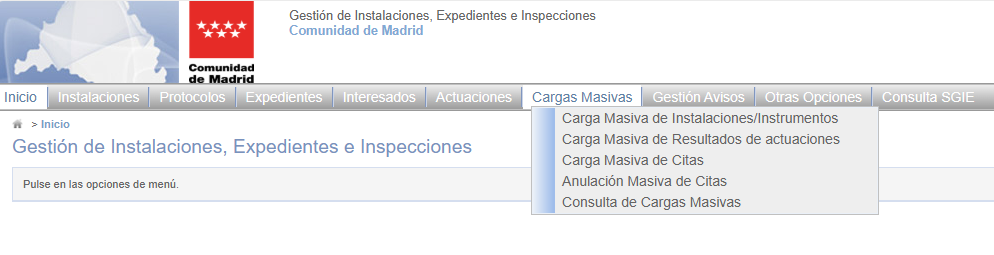 Gestión de Instalaciones, Expedientes e Inspecciones
Comunidad de Madrid
Comunidad
de Madrid
Inicio Instalaciones Protocolos Expedientes Interesados Actuaciones Cargas Masivas Gestión Avisos Otras Opciones Consulta SGIE
> Inicio
Gestión de Instalaciones, Expedientes e Inspecciones
Pulse en las opciones de menú.
Carga Masiva de Instalaciones/Instrumentos
Carga Masiva de Resultados de actuaciones
Carga Masiva de Citas
Anulación Masiva de Citas
Consulta de Cargas Masivas